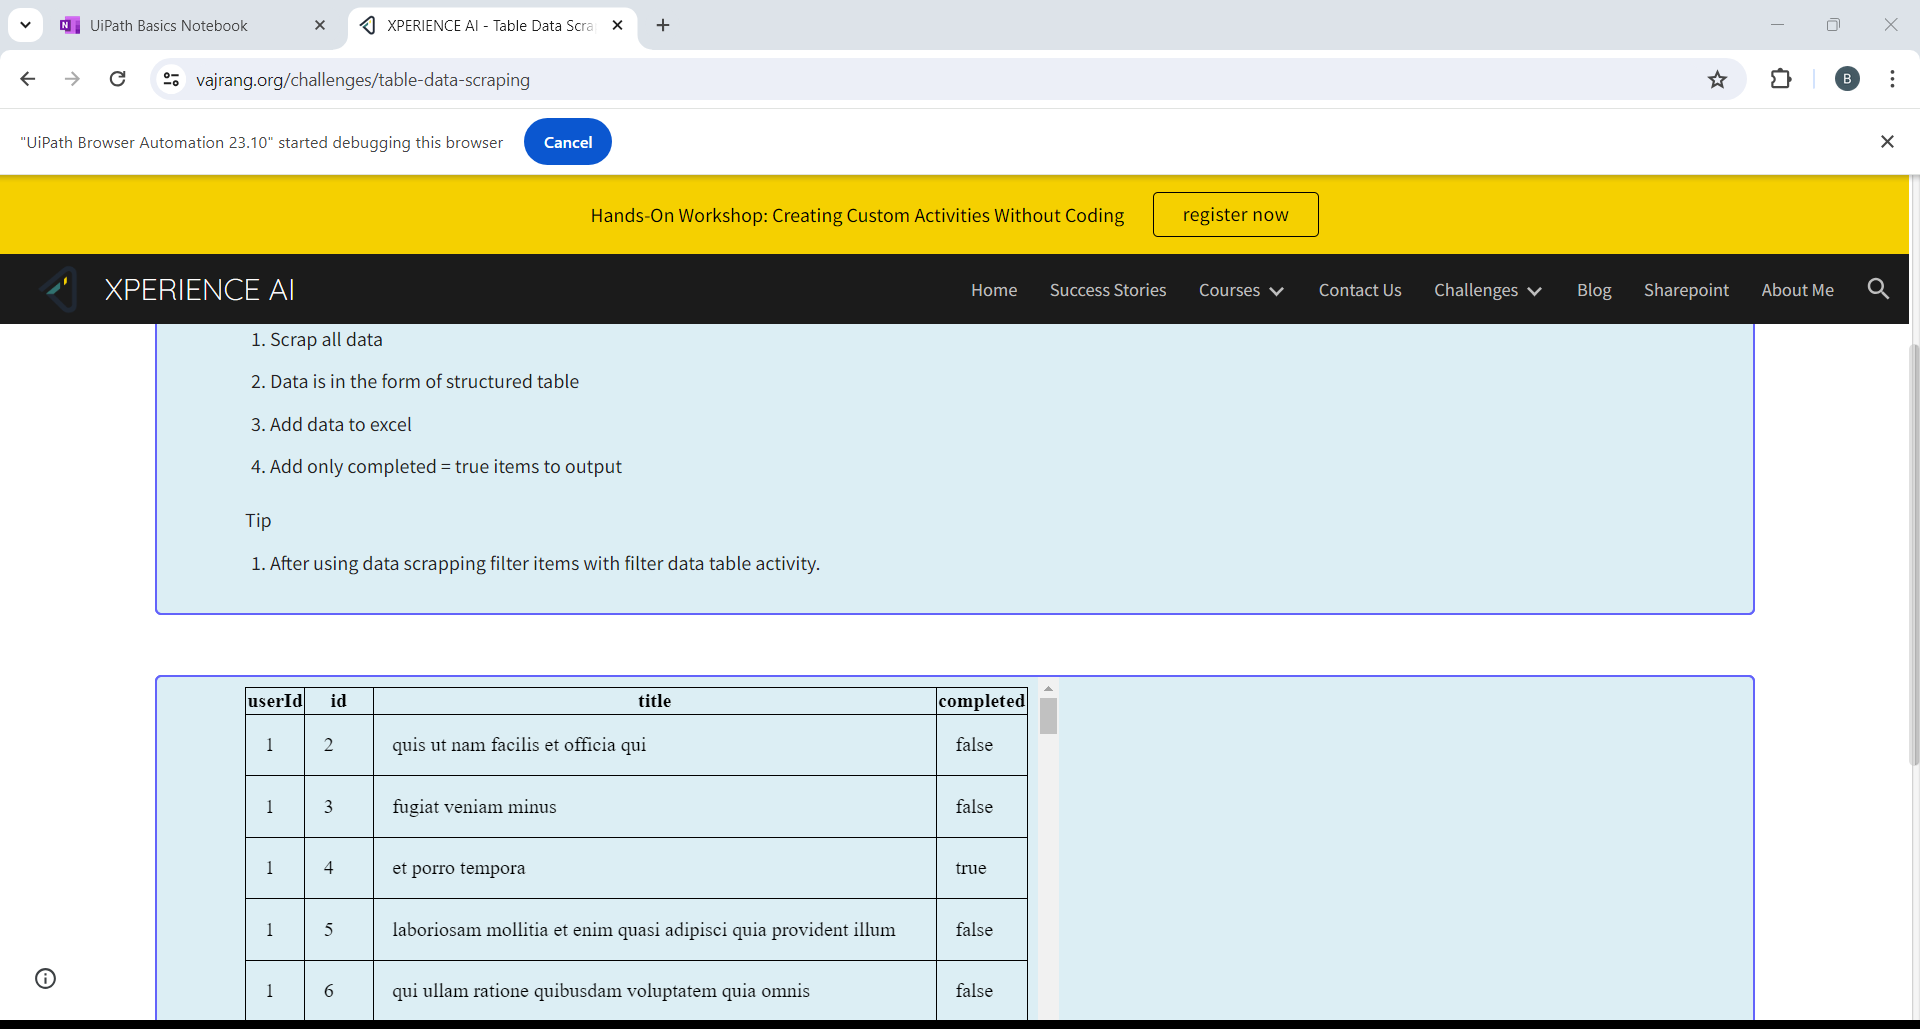 UiPath Basics Notebook
XPERIENCE AI - Table Data Scra
vajrang.org/challenges/table-data-scraping
B
"UiPath Browser Automation 23.10" started debugging this browser
Cancel
Hands-On Workshop: Creating Custom Activities Without Coding
register now
XPERIENCE AI
Home
Success Stories
Courses
Contact Us
Challenges
Blog
Sharepoint
About Me
1. Scrap all data
2. Data is in the form of structured table
3. Add data to excel
4. Add only completed = true items to output
Tip
1. After using data scrapping filter items with filter data table activity.
userId id title completed
1 2 quis ut nam facilis et officia qui false
1 3 fugiat veniam minus false
1 4 et porro tempora true
1 5 laboriosam mollitia et enim quasi adipisci quia provident illum false
1 6 qui ullam ratione quibusdam voluptatem quia omnis false